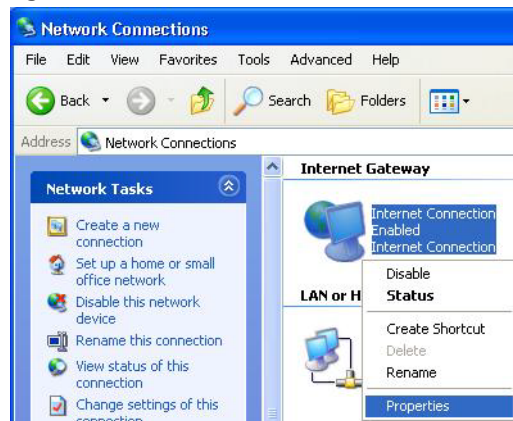 Network Connections
File Edit View Favorites Tools Advanced Help
Back Search Folders
Address Network Connections
Network Tasks
Create a new
connection
Set up a home or small
office network
Disable this network
device
Rename this connection
View status of this
connection
Change settings of this
connection
Internet Gateway
Internet Connection
Enabled
Internet Connection
LAN or H
Disable
Status
Create Shortcut
Delete
Rename
Properties